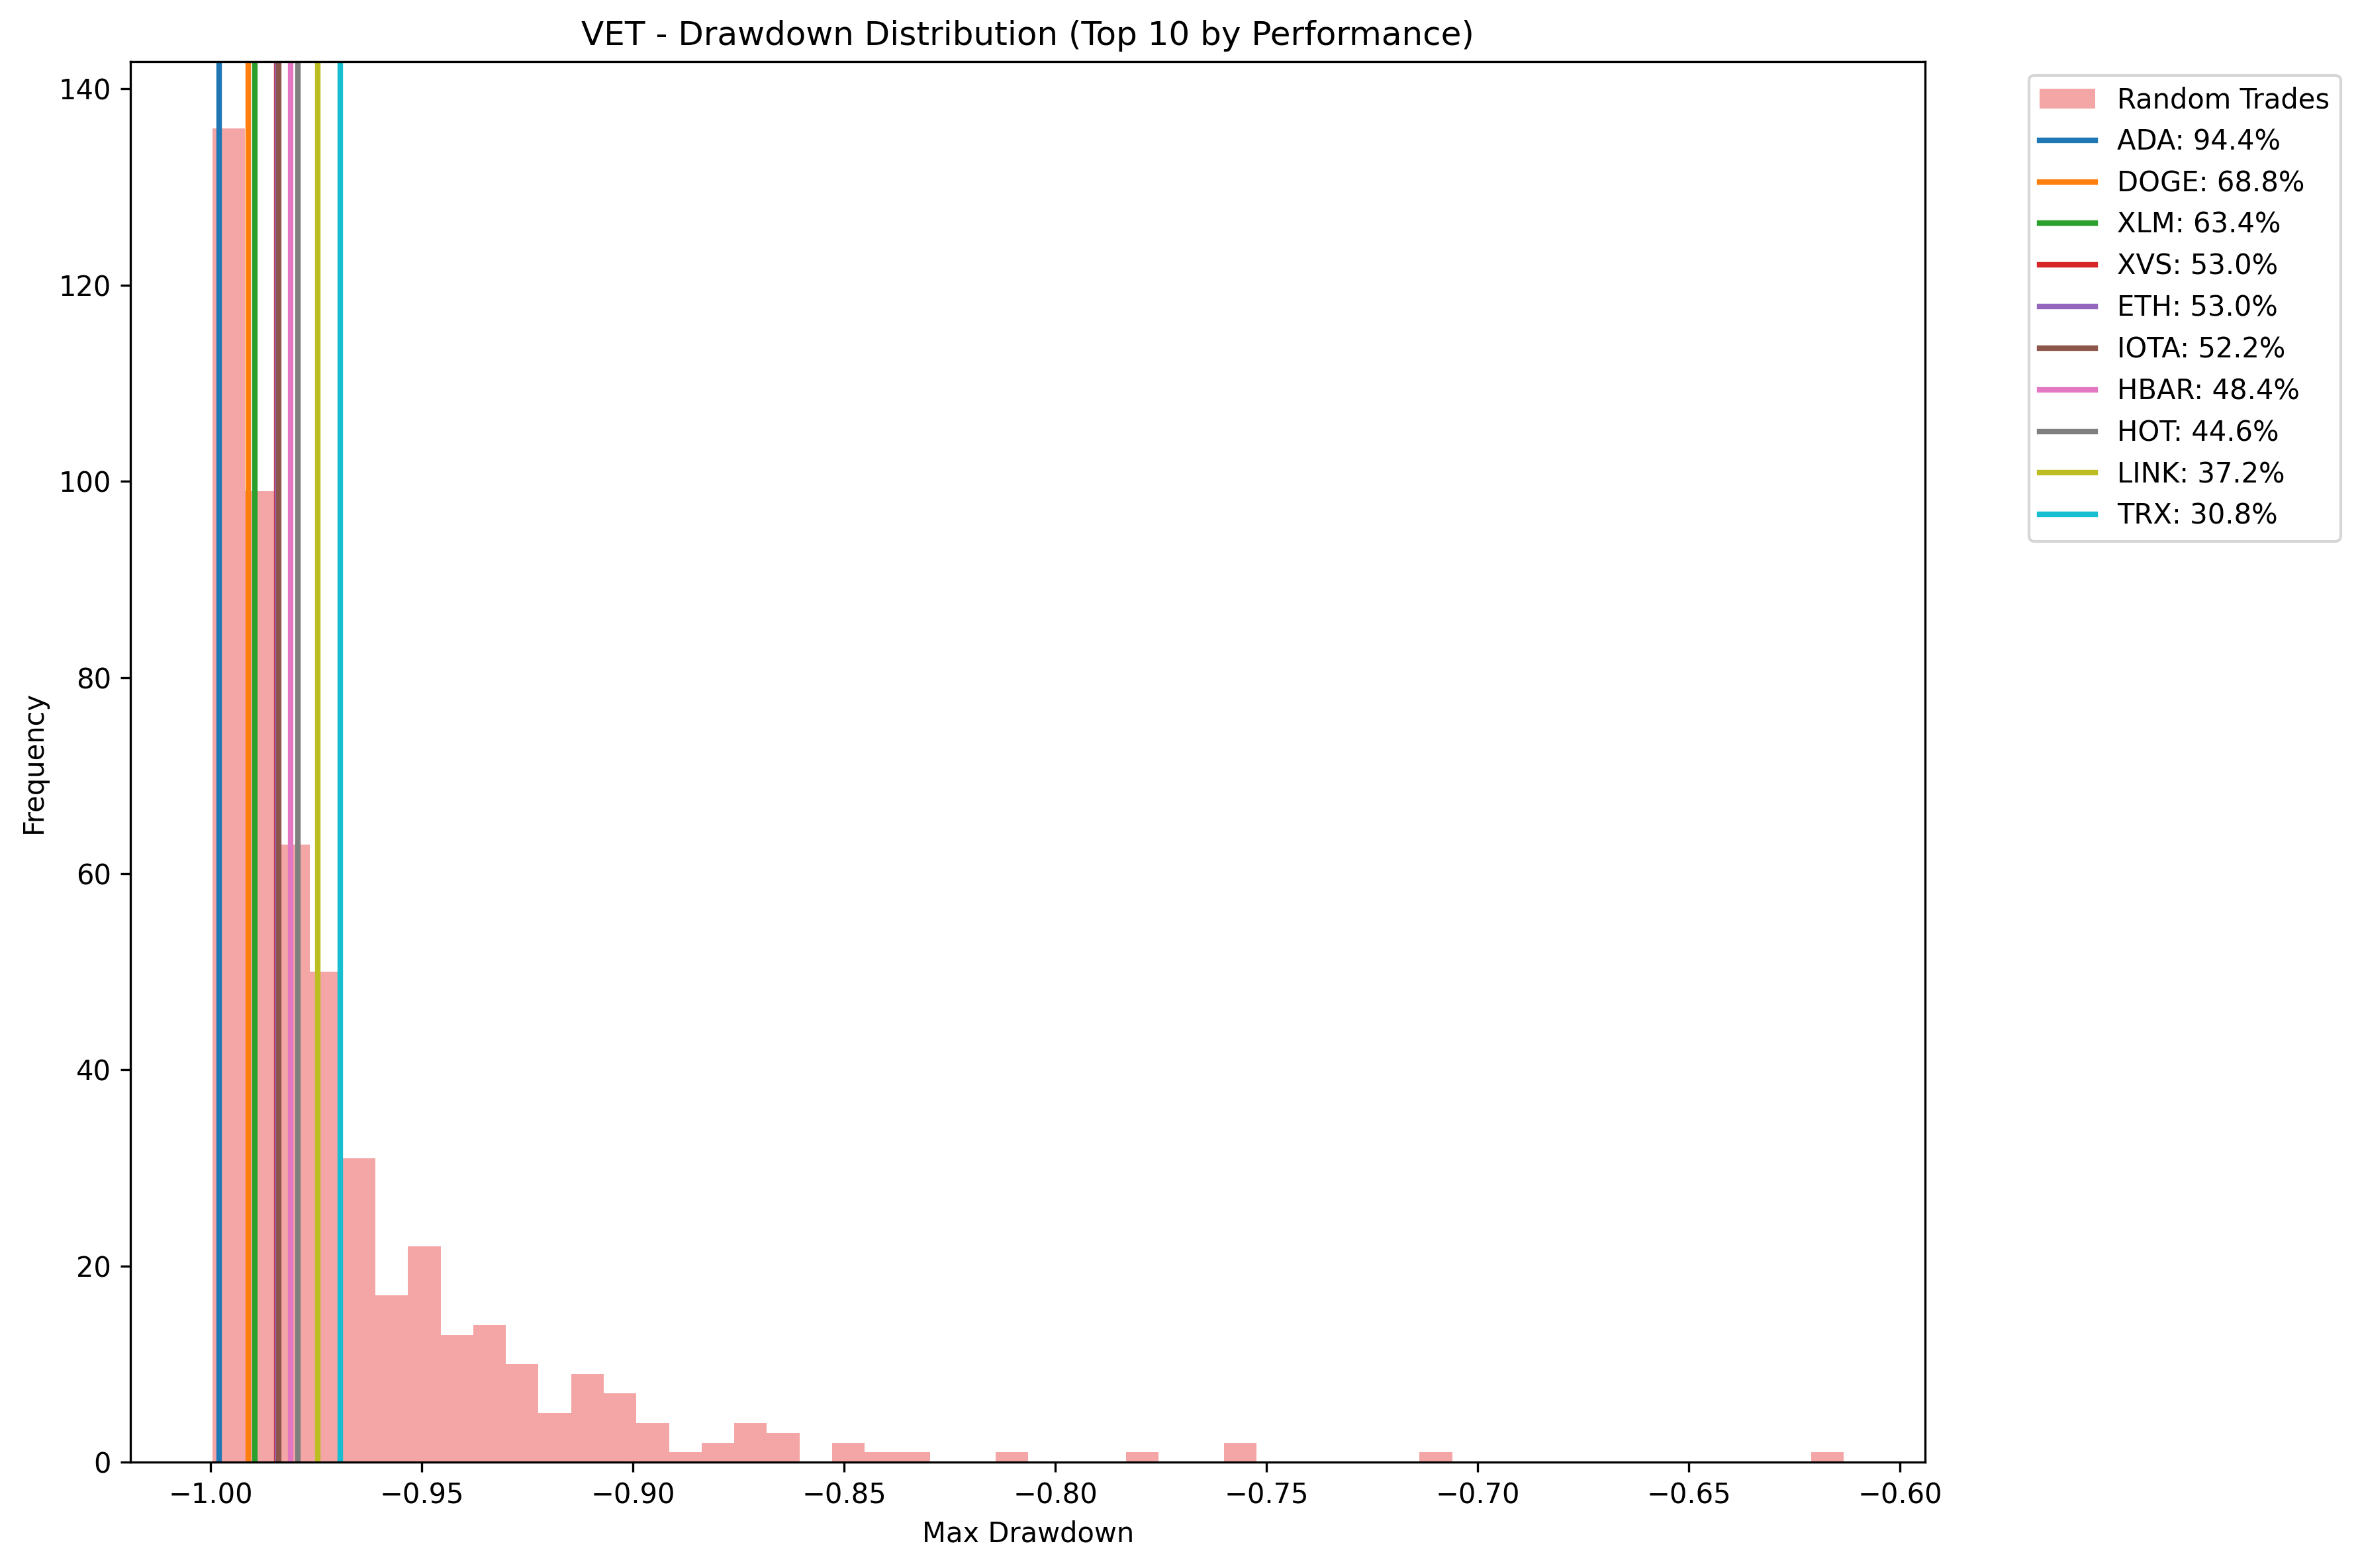 VET - Drawdown Distribution (Top 10 by Performance)
140
120
100
80
60
40
20
0
Frequency
−1.00
−0.95
−0.90
−0.85
−0.80
−0.75
−0.70
−0.65
−0.60
Max Drawdown
Random Trades
ADA: 94.4%
DOGE: 68.8%
XLM: 63.4%
XVS: 53.0%
ETH: 53.0%
IOTA: 52.2%
HBAR: 48.4%
HOT: 44.6%
LINK: 37.2%
TRX: 30.8%